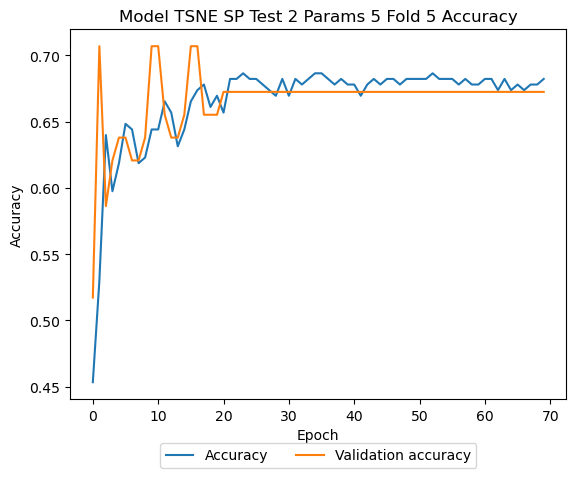 Model TSNE SP Test 2 Params 5 Fold 5 Accuracy
0.70
0.65
0.60
0.55
0.50
0.45
Accuracy
0 10 20 30 40 50 60 70
Epoch
Accuracy Validation accuracy